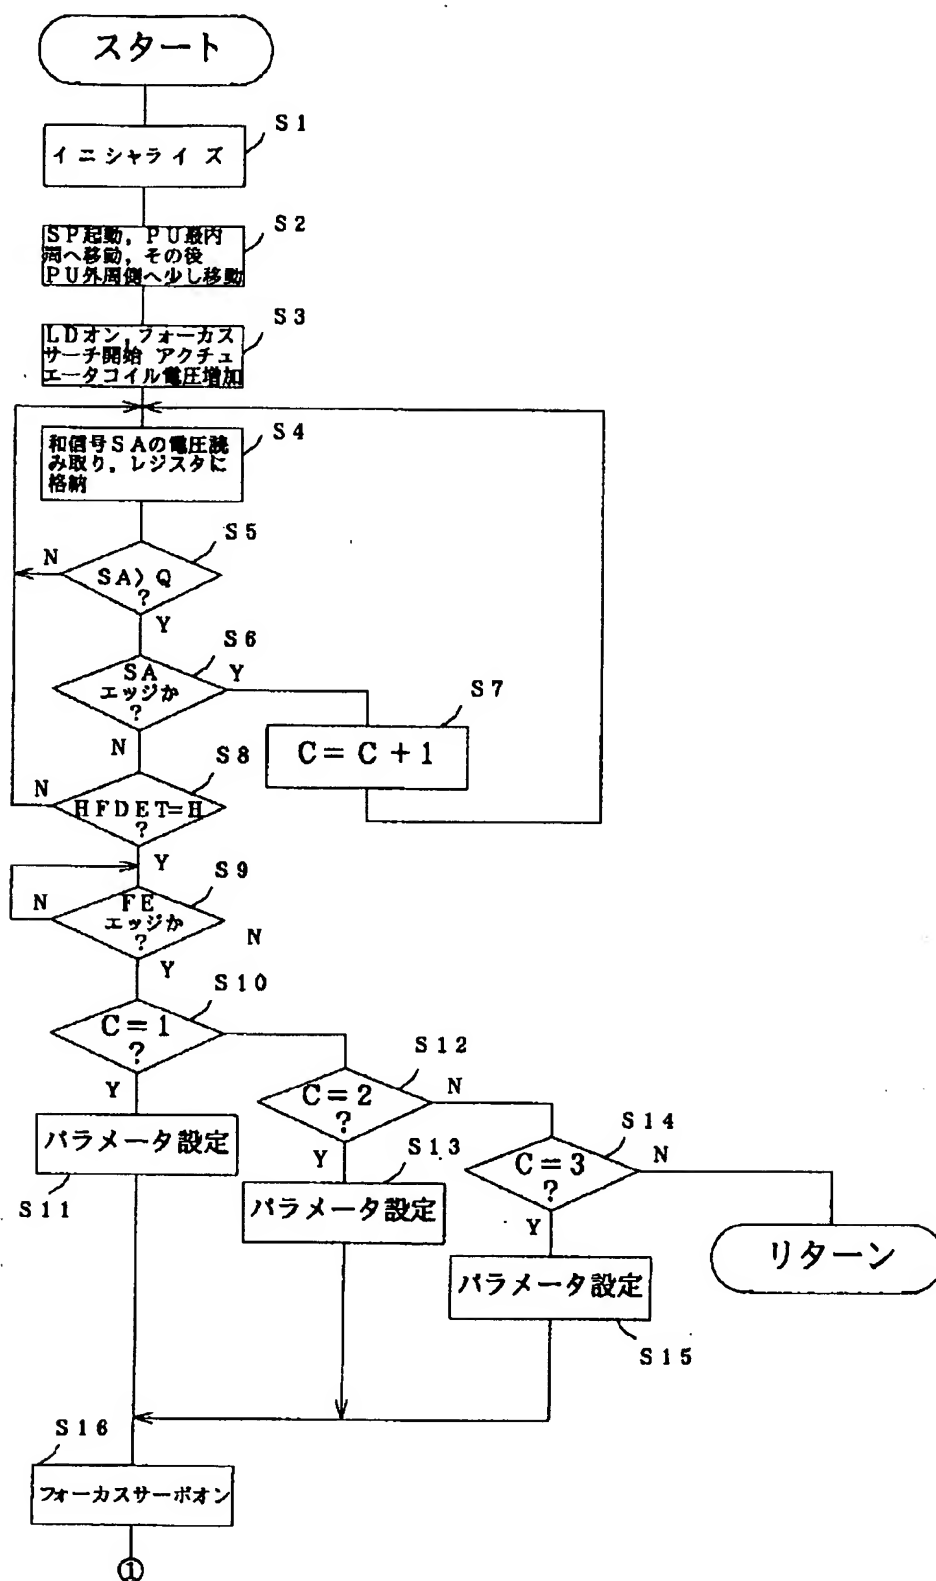 スタート
S1
イニシャライズ
S2
SP起動,PU最内
周へ移動,その後
PU外周側へ少し移動
S3
LDオン,フォーカス
サーチ開始 アクチュ
エータコイル電圧増加
S4
和信号SAの電圧読
み取り,レジスタに
格納
S5
N
SA>Q
?
Y
S6
SA
エッジか
?
Y
S7
C=C+1
N
S8
N
HFDET=H
?
Y
S9
N
FE
エッジか
?
N
Y
S10
C=1
?
S12
Y
C=2
?
N
パラメータ設定
S11
S13
Y
S14
C=3
?
N
パラメータ設定
Y
リターン
パラメータ設定
S15
S16
フォーカスサーボオン
①